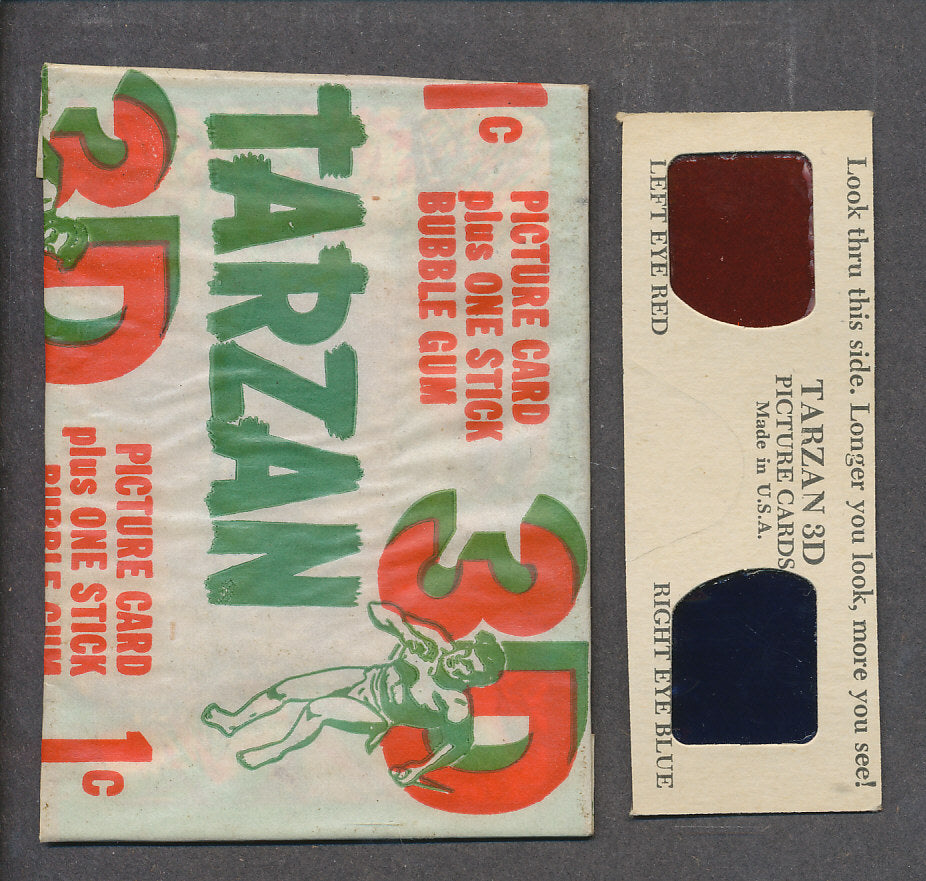 1c
PICTURE CARD
plus ONE STICK
BUBBLE GUM
TARZAN
3D
3D
PICTURE CARD
plus ONE STICK
BUBBLE GUM
1c
Look thru this side. Longer you look, more you see!
TARZAN 3D
PICTURE CARDS
Made in U.S.A.
LEFT EYE RED
RIGHT EYE BLUE